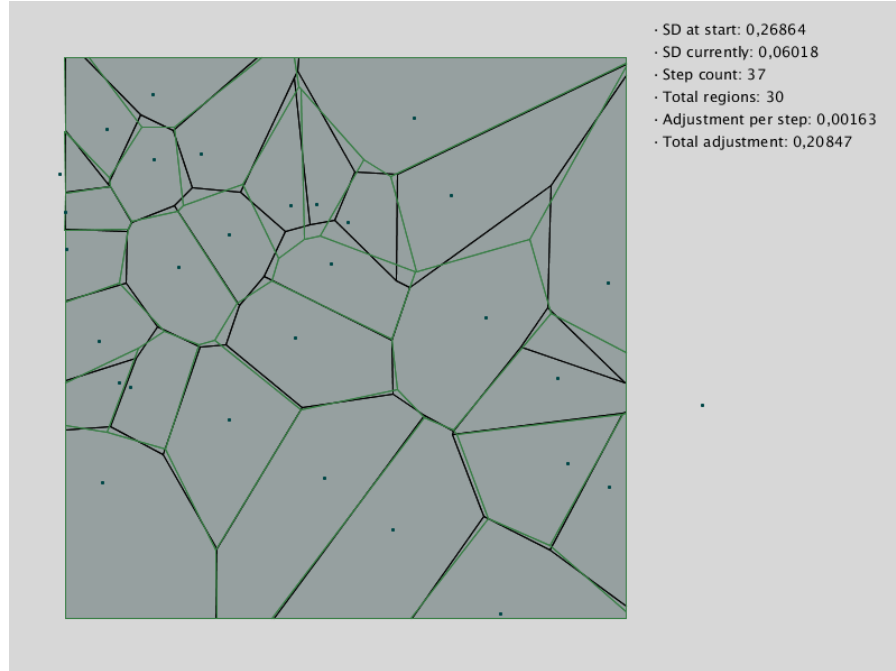 · SD at start: 0,26864
· SD currently: 0,06018
· Step count: 37
· Total regions: 30
· Adjustment per step: 0,00163
· Total adjustment: 0,20847